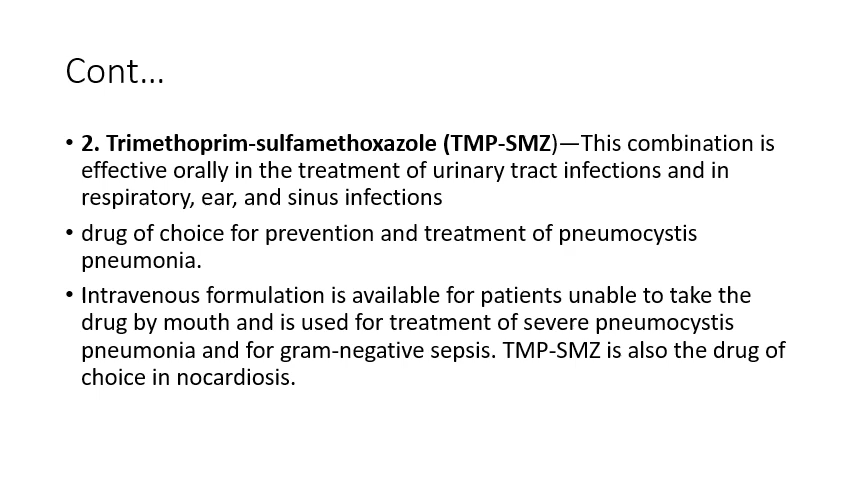 Cont...
• 2. Trimethoprim-sulfamethoxazole (TMP-SMZ)—This combination is
effective orally in the treatment of urinary tract infections and in
respiratory, ear, and sinus infections
• drug of choice for prevention and treatment of pneumocystis
pneumonia.
• Intravenous formulation is available for patients unable to take the
drug by mouth and is used for treatment of severe pneumocystis
pneumonia and for gram-negative sepsis. TMP-SMZ is also the drug of
choice in nocardiosis.